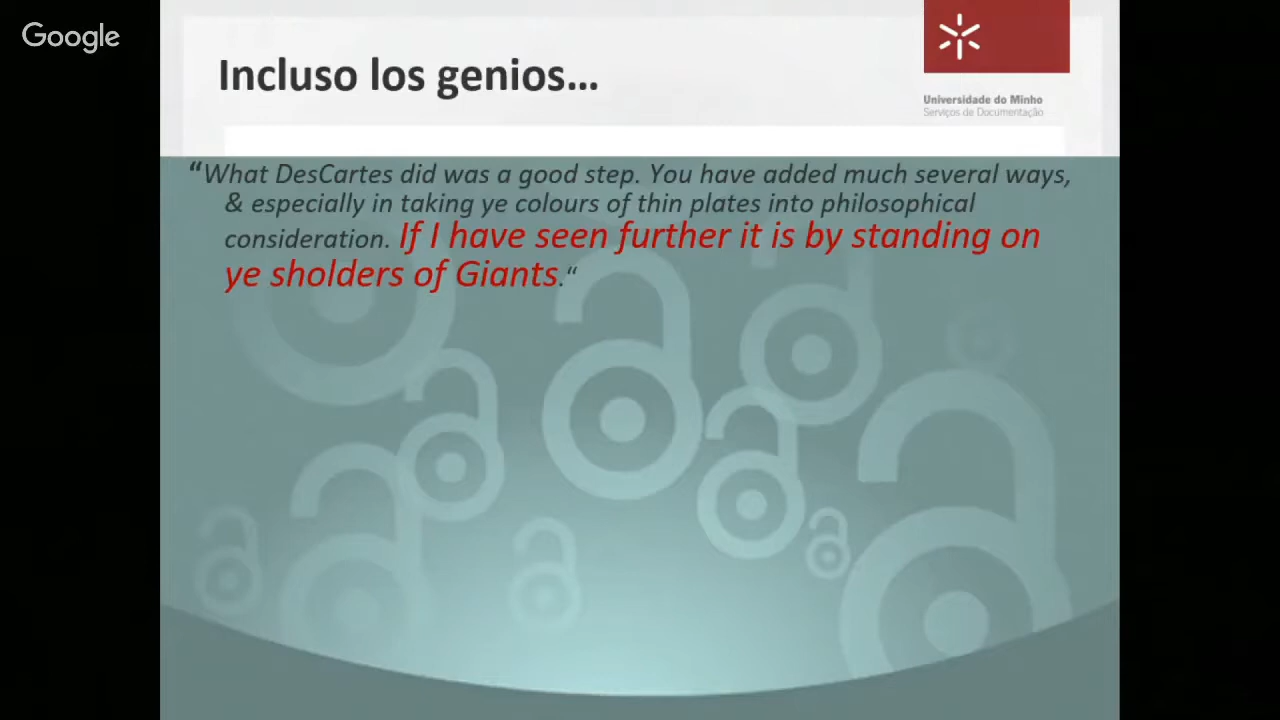 Google
Incluso los genios...
Universidade do Minho
Serviços de Documentação
“What DesCartes did was a good step. You have added much several ways,
& especially in taking ye colours of thin plates into philosophical
consideration. If I have seen further it is by standing on
ye sholders of Giants.“